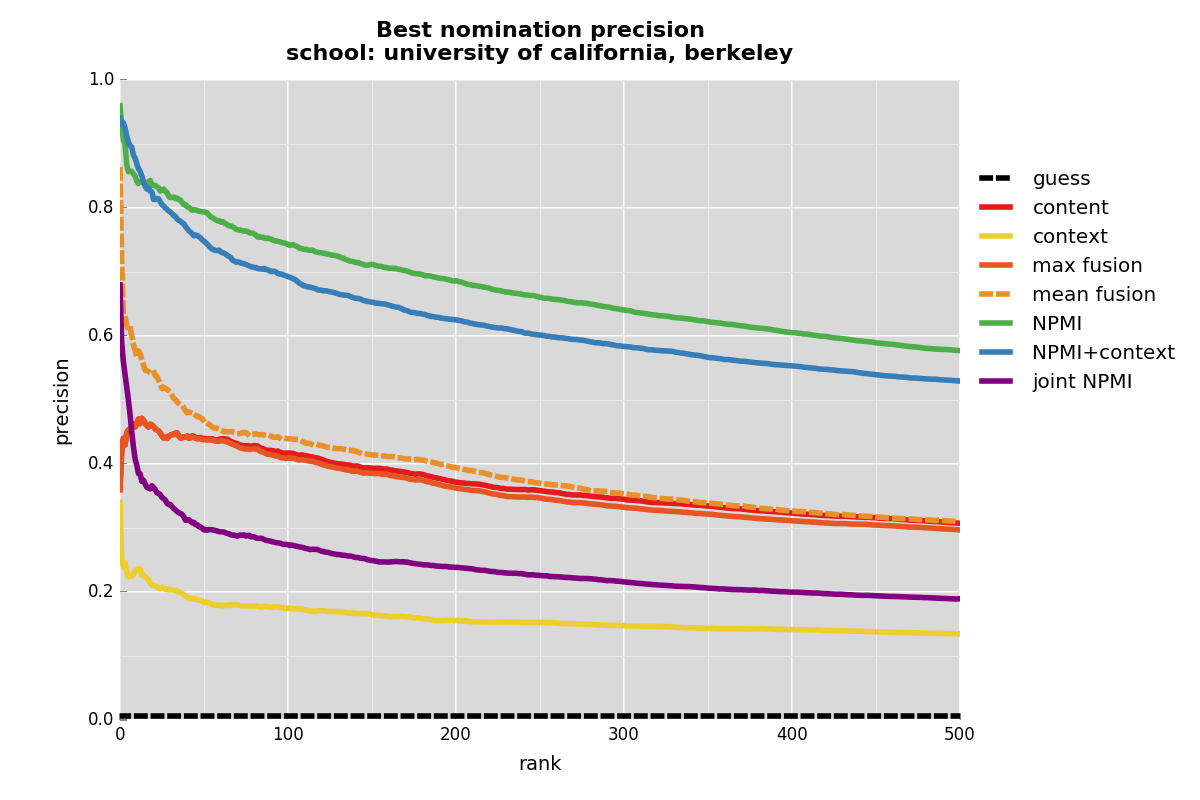 Best nomination precision
school: university of california, berkeley
precision
1.0
0.8
0.6
0.4
0.2
0.0
0
100
200
300
400
500
rank
guess
content
context
max fusion
mean fusion
NPMI
NPMI+context
joint NPMI